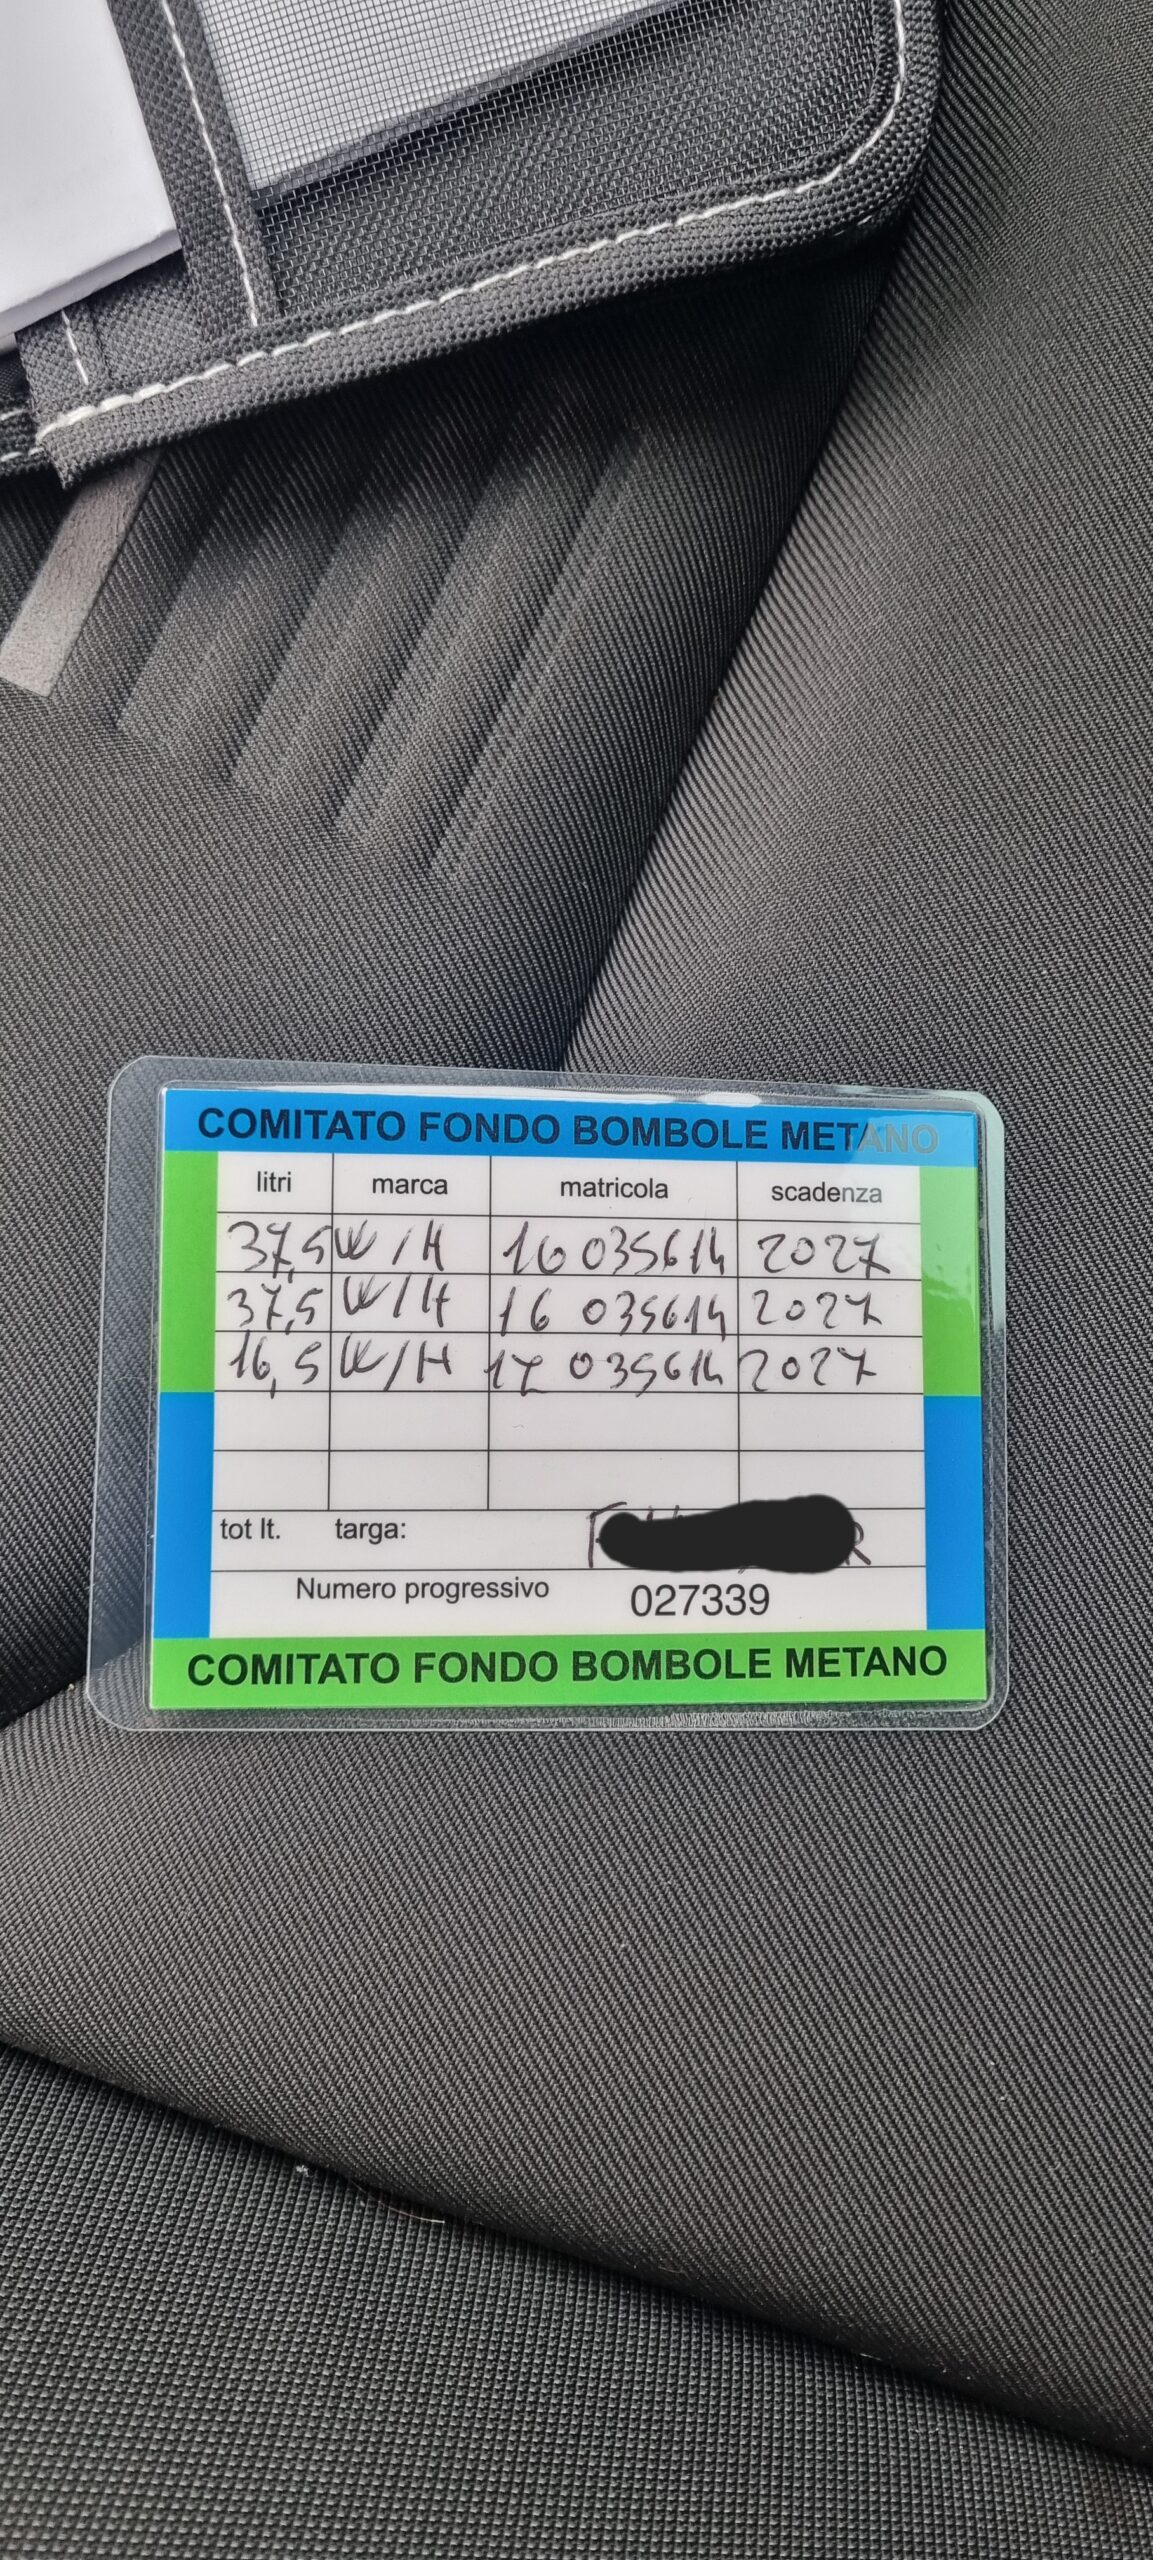 COMITATO FONDO BOMBOLE METANO
litri marca matricola scadenza
37,5 W/H 16 035614 2027
37,5 W/H 16 035614 2027
16,5 W/H 17 035614 2027
tot lt. targa:
Numero progressivo 027339
COMITATO FONDO BOMBOLE METANO